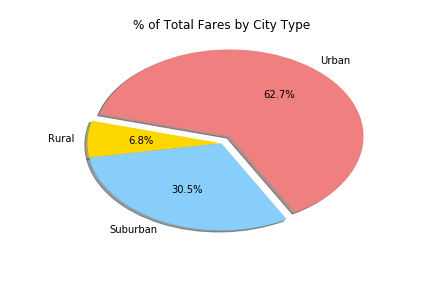 % of Total Fares by City Type
Urban
62.7%
Rural
6.8%
30.5%
Suburban